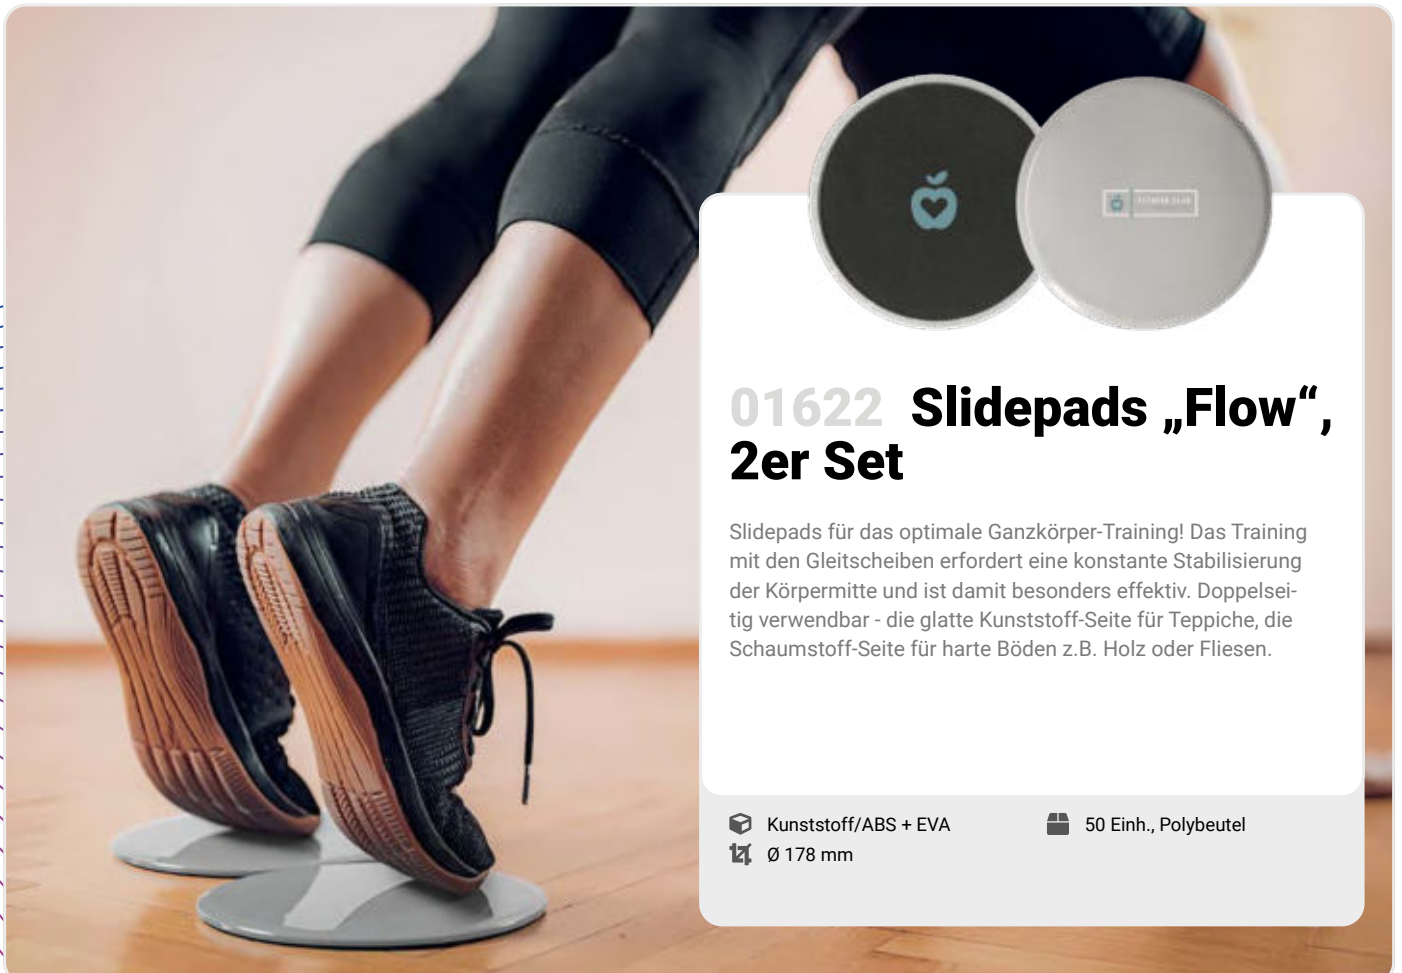 FITNESS CLUB
01622 Slidepads „Flow“,
2er Set
Slidepads für das optimale Ganzkörper-Training! Das Training
mit den Gleitscheiben erfordert eine konstante Stabilisierung
der Körpermitte und ist damit besonders effektiv. Doppelsei-
tig verwendbar - die glatte Kunststoff-Seite für Teppiche, die
Schaumstoff-Seite für harte Böden z.B. Holz oder Fliesen.
Kunststoff/ABS + EVA
50 Einh., Polybeutel
Ø 178 mm